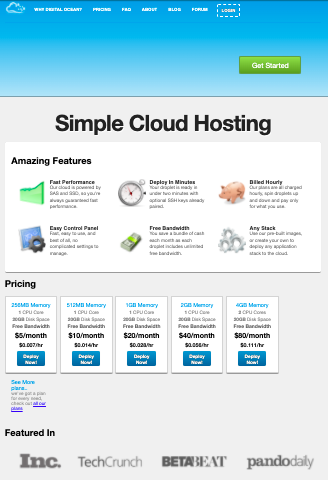 WHY DIGITAL OCEAN? PRICING FAQ ABOUT BLOG FORUM LOGIN
Get Started
Simple Cloud Hosting
Amazing Features
Fast Performance
Our cloud is powered by
SAS and SSD, so you're
always guaranteed fast
performance.
Deploy In Minutes
Your droplet is ready in
under two minutes with
optional SSH keys already
paired.
Billed Hourly
Our plans are all charged
hourly, spin droplets up
and down and pay only
for what you use.
Easy Control Panel
Fast, easy to use, and
best of all, no
complicated settings to
manage.
Free Bandwidth
You save a bundle of cash
each month as each
droplet includes unlimited
free bandwidth.
Any Stack
Use our pre-built images,
or create your own to
deploy any application
stack to the cloud.
Pricing
256MB Memory
1 CPU Core
20GB Disk Space
Free Bandwidth
$5/month
$0.007/hr
Deploy
Now!
512MB Memory
1 CPU Core
20GB Disk Space
Free Bandwidth
$10/month
$0.014/hr
Deploy
Now!
1GB Memory
1 CPU Core
30GB Disk Space
Free Bandwidth
$20/month
$0.028/hr
Deploy
Now!
2GB Memory
2 CPU Cores
Disk Space
Free Bandwidth
$40/month
$0.056/hr
Deploy
Now!
4GB Memory
CPU Cores
Disk Space
Free Bandwidth
$80/month
$0.111/hr
Deploy
Now!
See More
plans..
we've got a plan
for every need,
check out all our
plans
Featured In
Inc. TechCrunch BETABEAT pandodaily